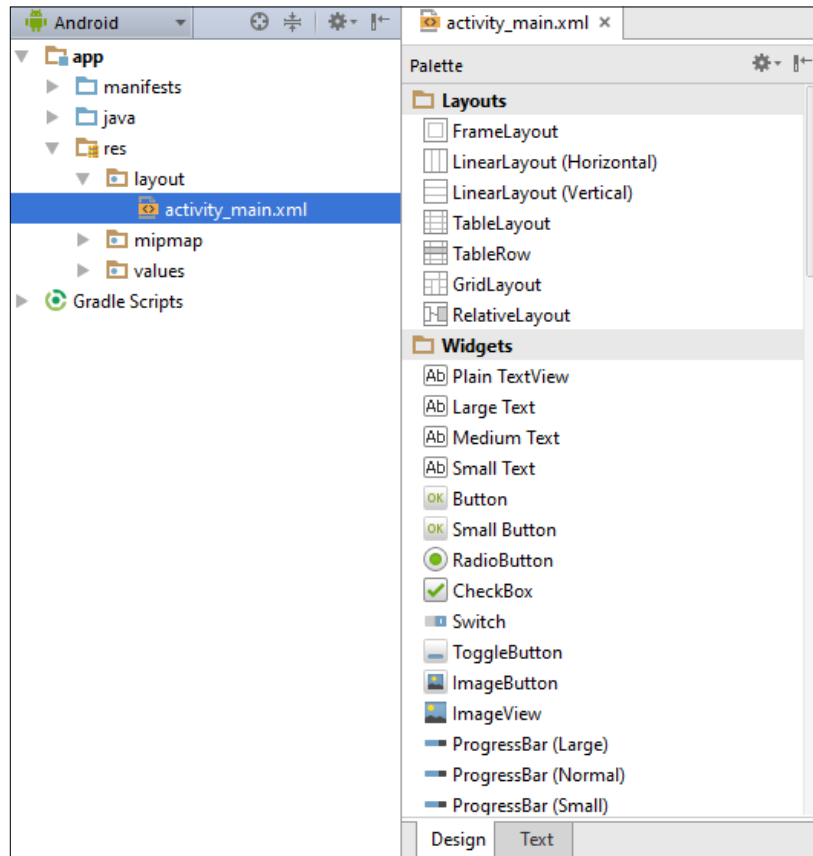 Android
app
manifests
java
res
layout
activity_main.xml
mipmap
values
Gradle Scripts
activity_main.xml
Palette
Layouts
FrameLayout
LinearLayout (Horizontal)
LinearLayout (Vertical)
TableLayout
TableRow
GridLayout
RelativeLayout
Widgets
Ab Plain TextView
Ab Large Text
Ab Medium Text
Ab Small Text
OK Button
OK Small Button
RadioButton
CheckBox
Switch
ToggleButton
ImageButton
ImageView
ProgressBar (Large)
ProgressBar (Normal)
ProgressBar (Small)
Design Text